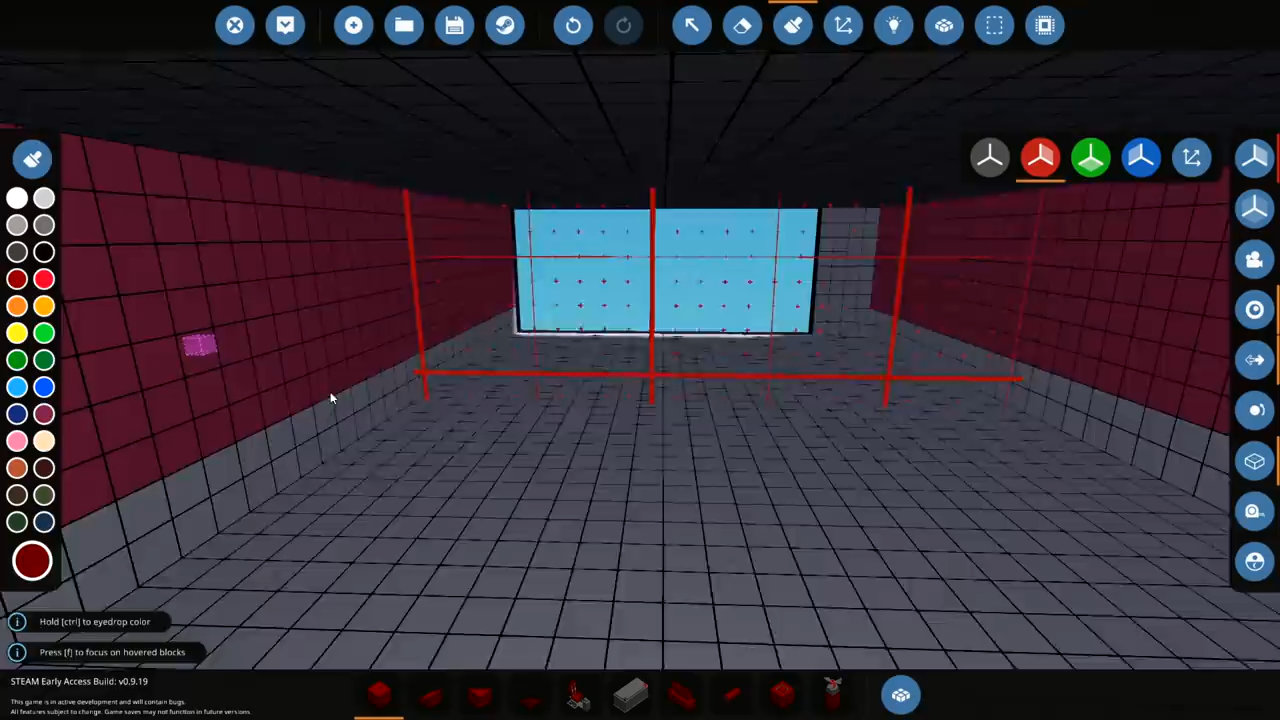 Hold [ctrl] to eyedrop color
Press [f] to focus on hovered blocks
STEAM Early Access Build: v0.9.19
This game is in active development and will contain bugs.
All features subject to change. Game saves may not function in future versions.